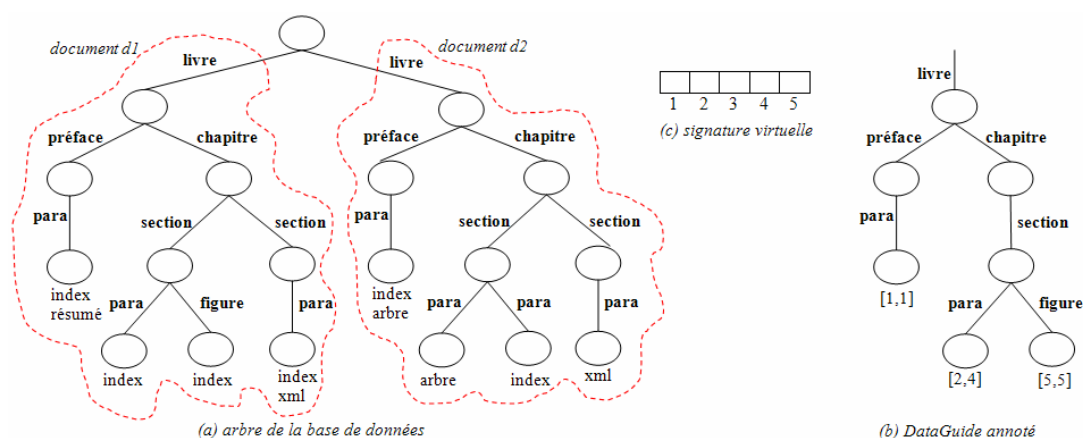 document d1
document d2
livre
livre
livre
1 2 3 4 5
(c) signature virtuelle
préface
chapitre
préface
chapitre
préface
chapitre
para
section
section
para
section
section
para
section
index
résumé
para
figure
para
index
arbre
para
para
para
[1,1]
para
figure
index
index
index
xml
arbre
index
xml
[2,4]
[5,5]
(a) arbre de la base de données
(b) DataGuide annoté